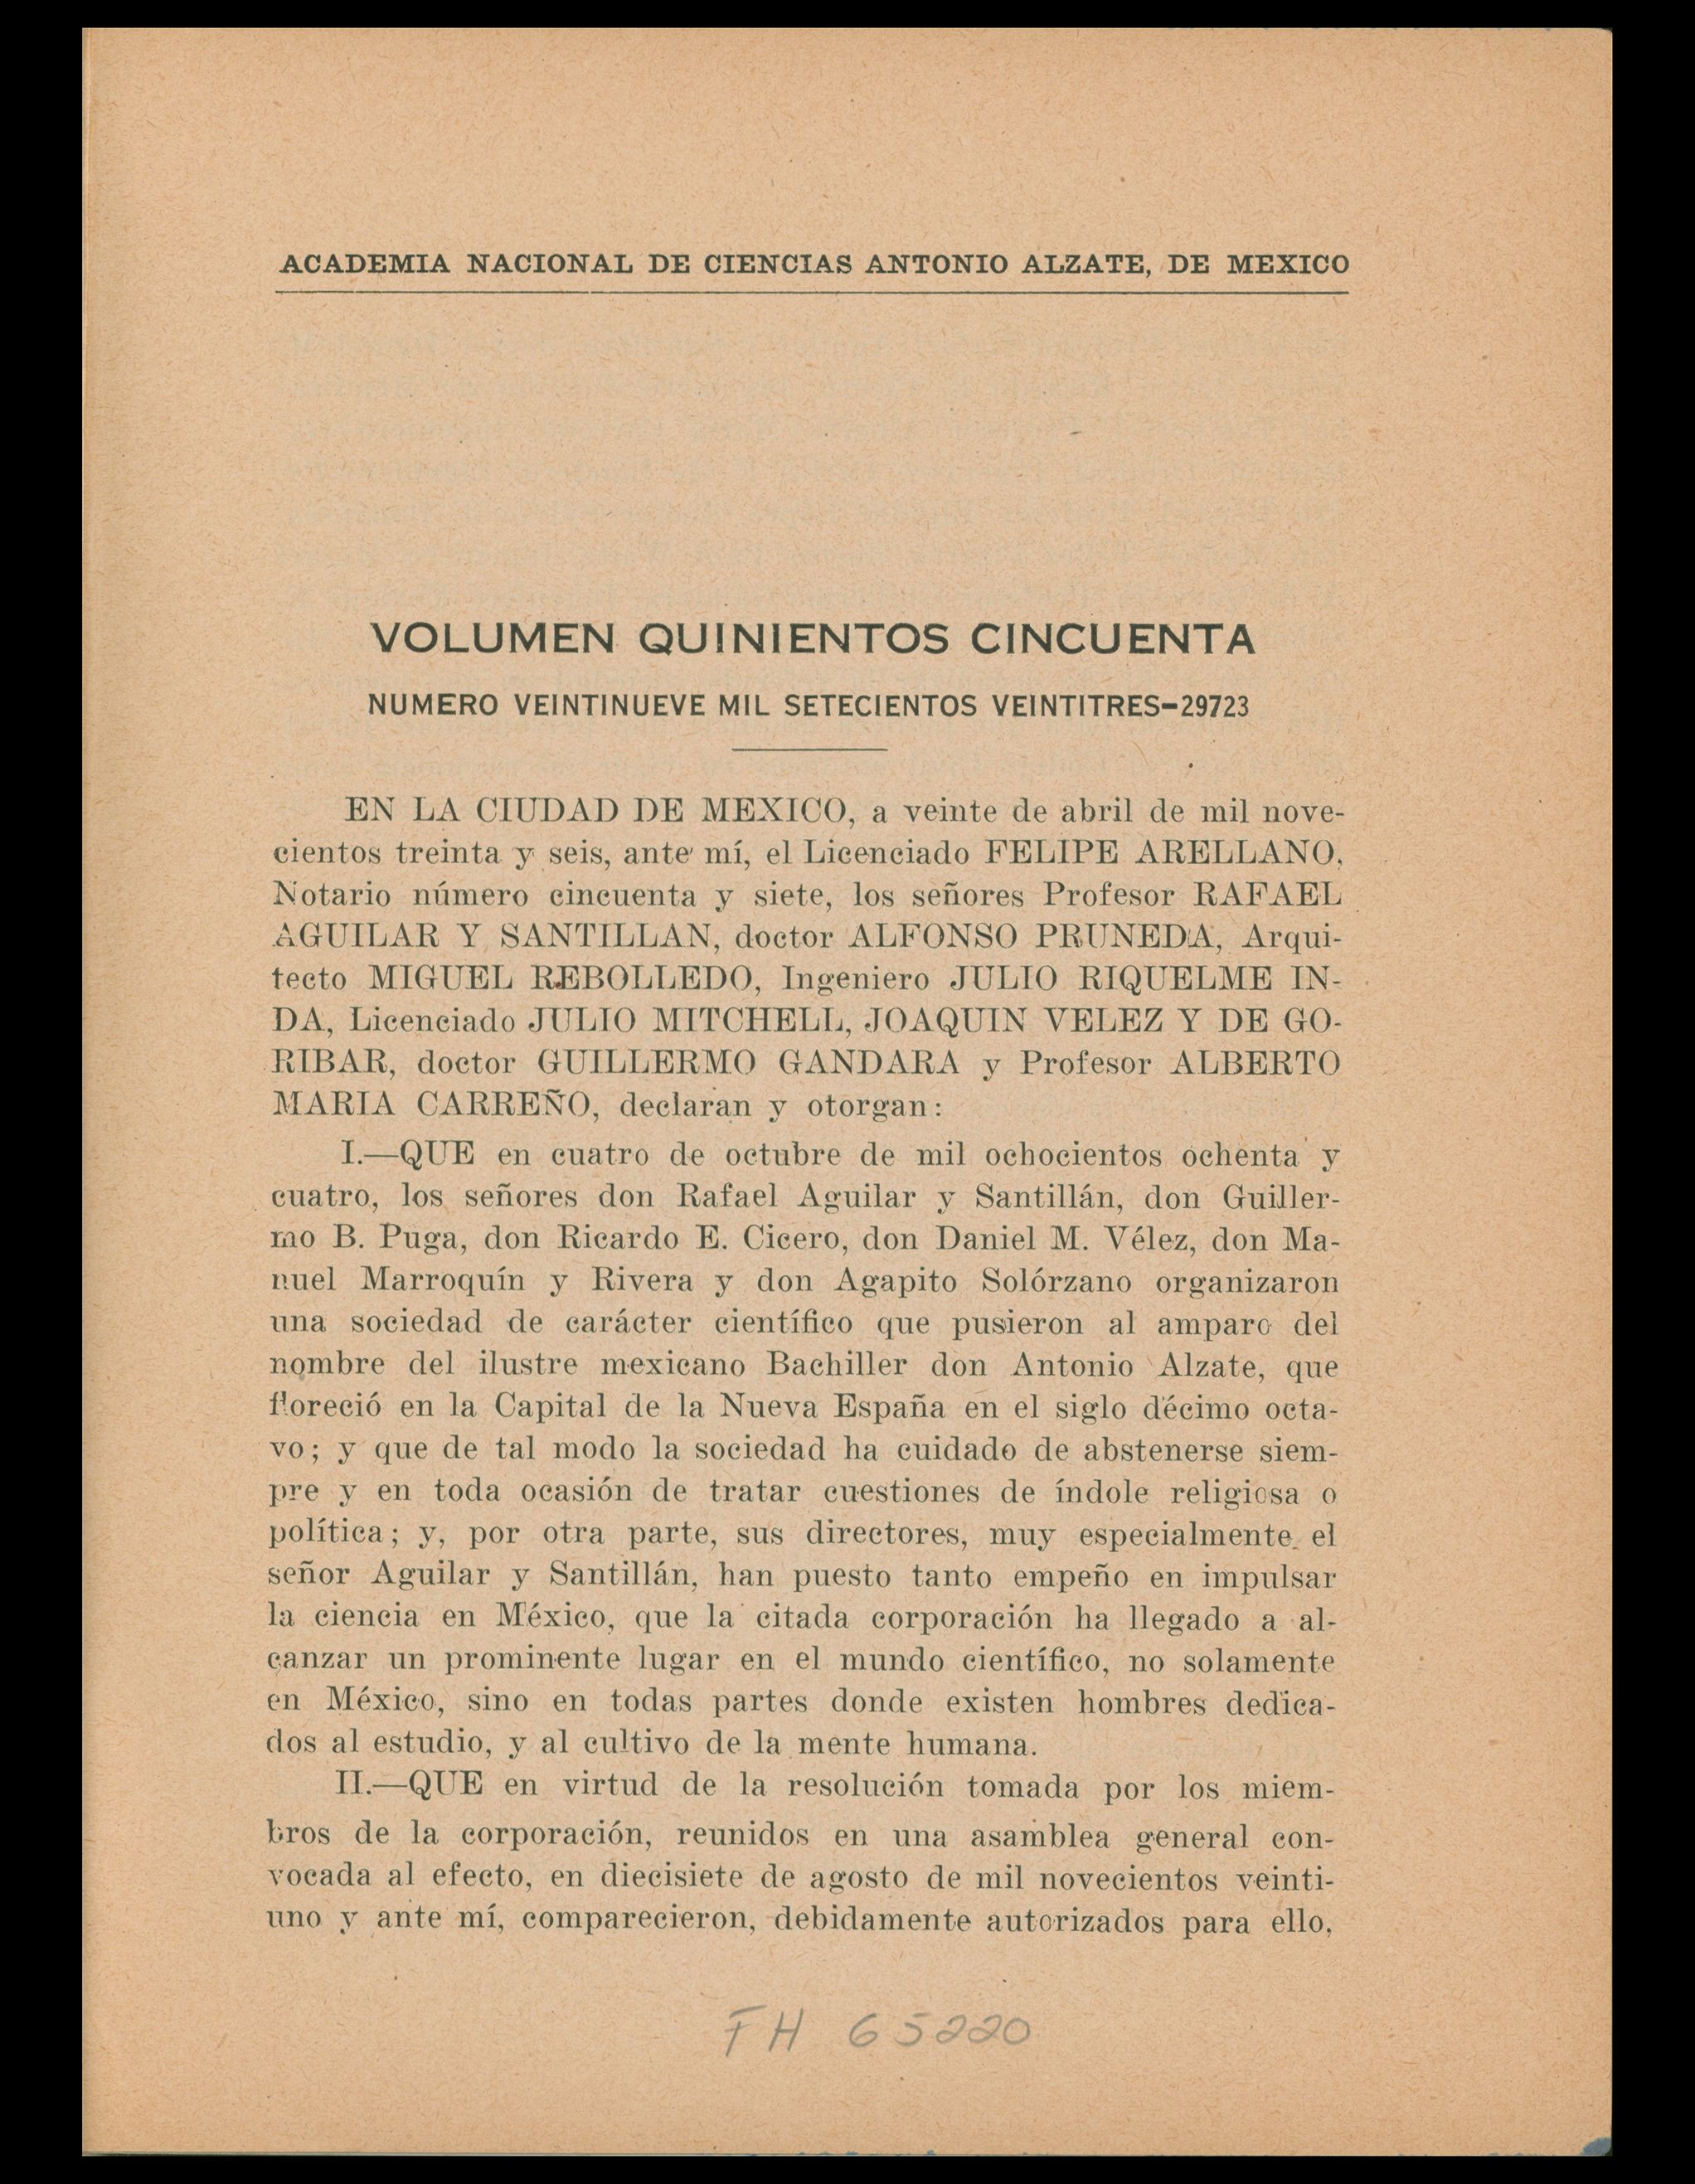 ACADEMIA NACIONAL DE CIENCIAS ANTONIO ALZATE, DE MEXICO
VOLUMEN QUINIENTOS CINCUENTA
NUMERO VEINTINUEVE MIL SETECIENTOS VEINTITRES-29723
EN LA CIUDAD DE MEXICO, a veinte de abril de mil nove-
cientos treinta y seis, ante mí, el Licenciado FELIPE ARELLANO,
Notario número cincuenta y siete, los señores Profesor RAFAEL
AGUILAR Y SANTILLAN, doctor ALFONSO PRUNEDA, Arqui-
tecto MIGUEL REBOLLEDO, Ingeniero JULIO RIQUELME IN-
DA, Licenciado JULIO MITCHELL, JOAQUIN VELEZ Y DE GO-
RIBAR, doctor GUILLERMO GANDARA y Profesor ALBERTO
MARIA CARREÑO, declaran y otorgan:
I.—QUE en cuatro de octubre de mil ochocientos ochenta y
cuatro, los señores don Rafael Aguilar y Santillán, don Guiller-
mo B. Puga, don Ricardo E. Cicero, don Daniel M. Vélez, don Ma-
nuel Marroquín y Rivera y don Agapito Solórzano organizaron
una sociedad de carácter científico que pusieron al amparo del
nombre del ilustre mexicano Bachiller don Antonio Alzate, que
floreció en la Capital de la Nueva España en el siglo décimo octa-
vo; y que de tal modo la sociedad ha cuidado de abstenerse siem-
pre y en toda ocasión de tratar cuestiones de índole religiosa o
política; y, por otra parte, sus directores, muy especialmente el
señor Aguilar y Santillán, han puesto tanto empeño en impulsar
la ciencia en México, que la citada corporación ha llegado a al-
canzar un prominente lugar en el mundo científico, no solamente
en México, sino en todas partes donde existen hombres dedica-
dos al estudio, y al cultivo de la mente humana.
II.—QUE en virtud de la resolución tomada por los miem-
bros de la corporación, reunidos en una asamblea general con-
vocada al efecto, en diecisiete de agosto de mil novecientos veinti-
uno y ante mí, comparecieron, debidamente autorizados para ello,
FH 65220